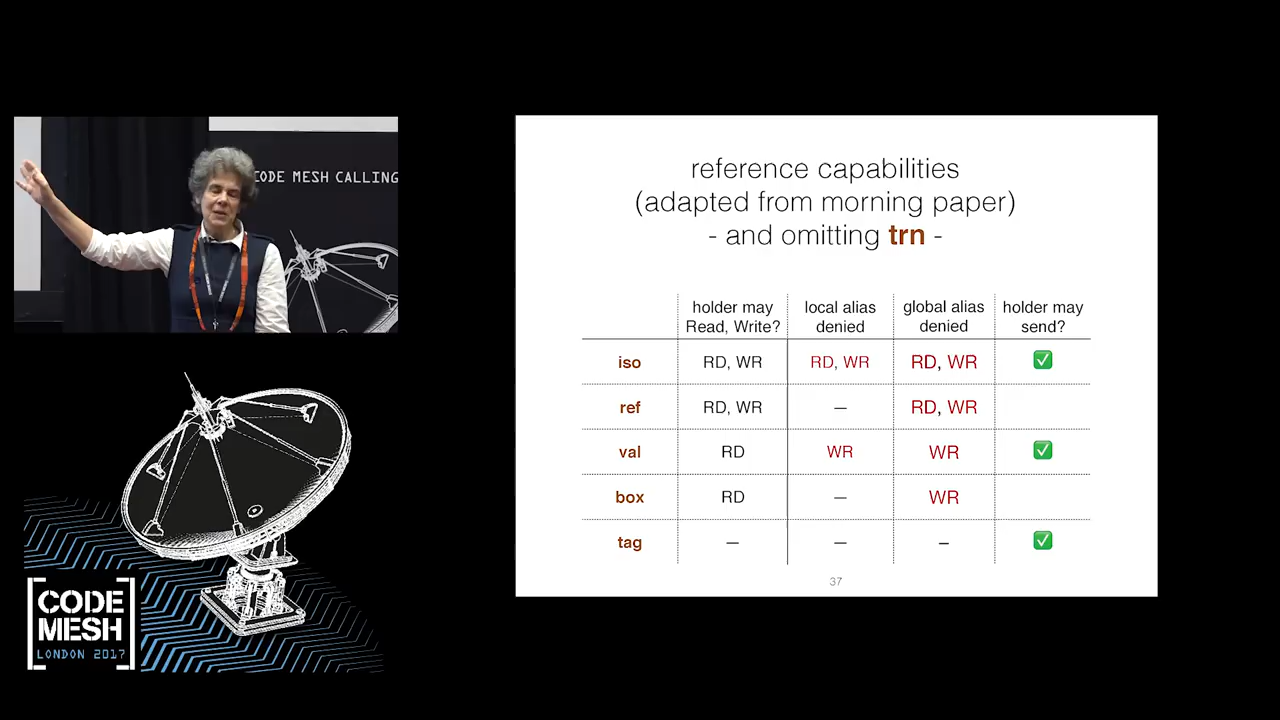 CODE MESH CALLING
[CODE
MESH]
LONDON 2017
reference capabilities
(adapted from morning paper)
- and omitting trn -
holder may local alias global alias holder may
Read, Write? denied denied send?
iso RD, WR RD, WR RD, WR ✅
ref RD, WR — RD, WR
val RD WR WR ✅
box RD — WR
tag — — – ✅
37